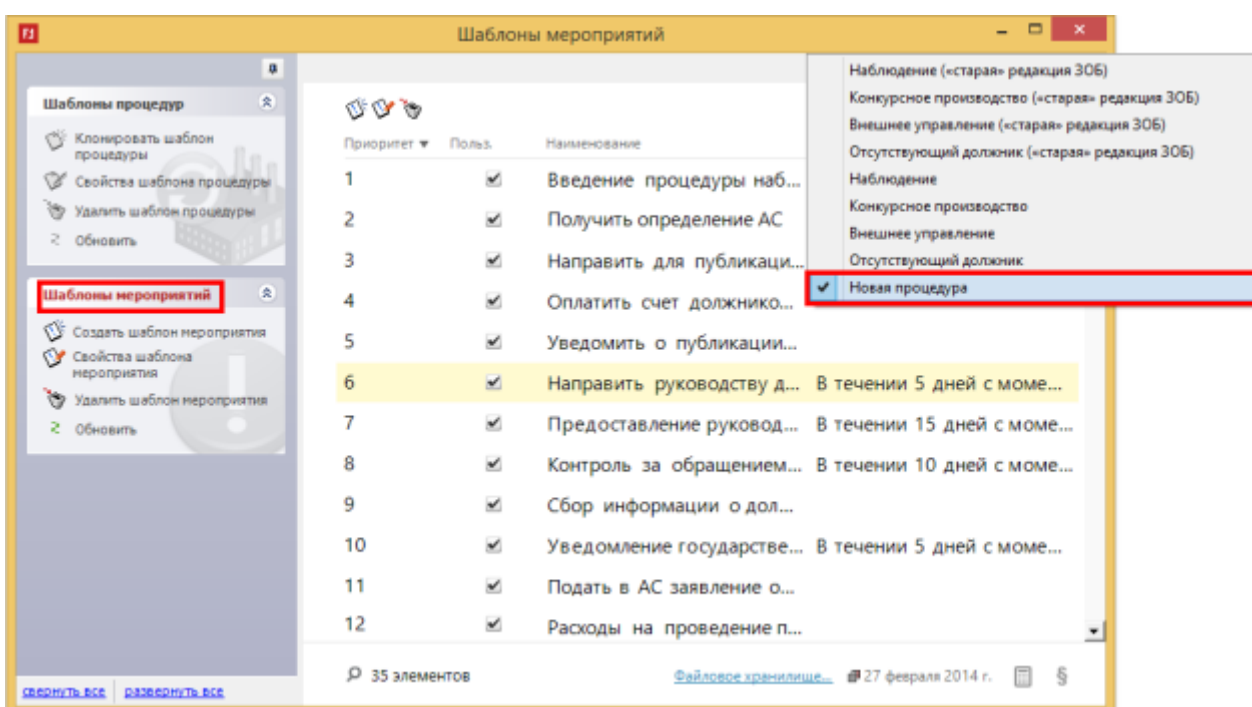 Шаблоны мероприятий
Шаблоны процедур
Клонировать шаблон
процедуры
Свойства шаблона процедуры
Удалить шаблон процедуры
Обновить
Шаблоны мероприятий
Создать шаблон мероприятия
Свойства шаблона
мероприятия
Удалить шаблон мероприятия
Обновить
свернуть все развернуть все
Приоритет Польз. Наименование
1 Введение процедуры наб...
2 Получить определение АС
3 Направить для публикаци...
4 Оплатить счет должнико...
5 Уведомить о публикации...
6 Направить руководству д... В течении 5 дней с моме...
7 Предоставление руковод... В течении 15 дней с моме...
8 Контроль за обращением... В течении 10 дней с моме...
9 Сбор информации о дол...
10 Уведомление государстве... В течении 5 дней с моме...
11 Подать в АС заявление о...
12 Расходы на проведение п...
35 элементов Файловое хранилище... 27 февраля 2014 г. §
Наблюдение («старая» редакция ЗОБ)
Конкурсное производство («старая» редакция ЗОБ)
Внешнее управление («старая» редакция ЗОБ)
Отсутствующий должник («старая» редакция ЗОБ)
Наблюдение
Конкурсное производство
Внешнее управление
Отсутствующий должник
Новая процедура